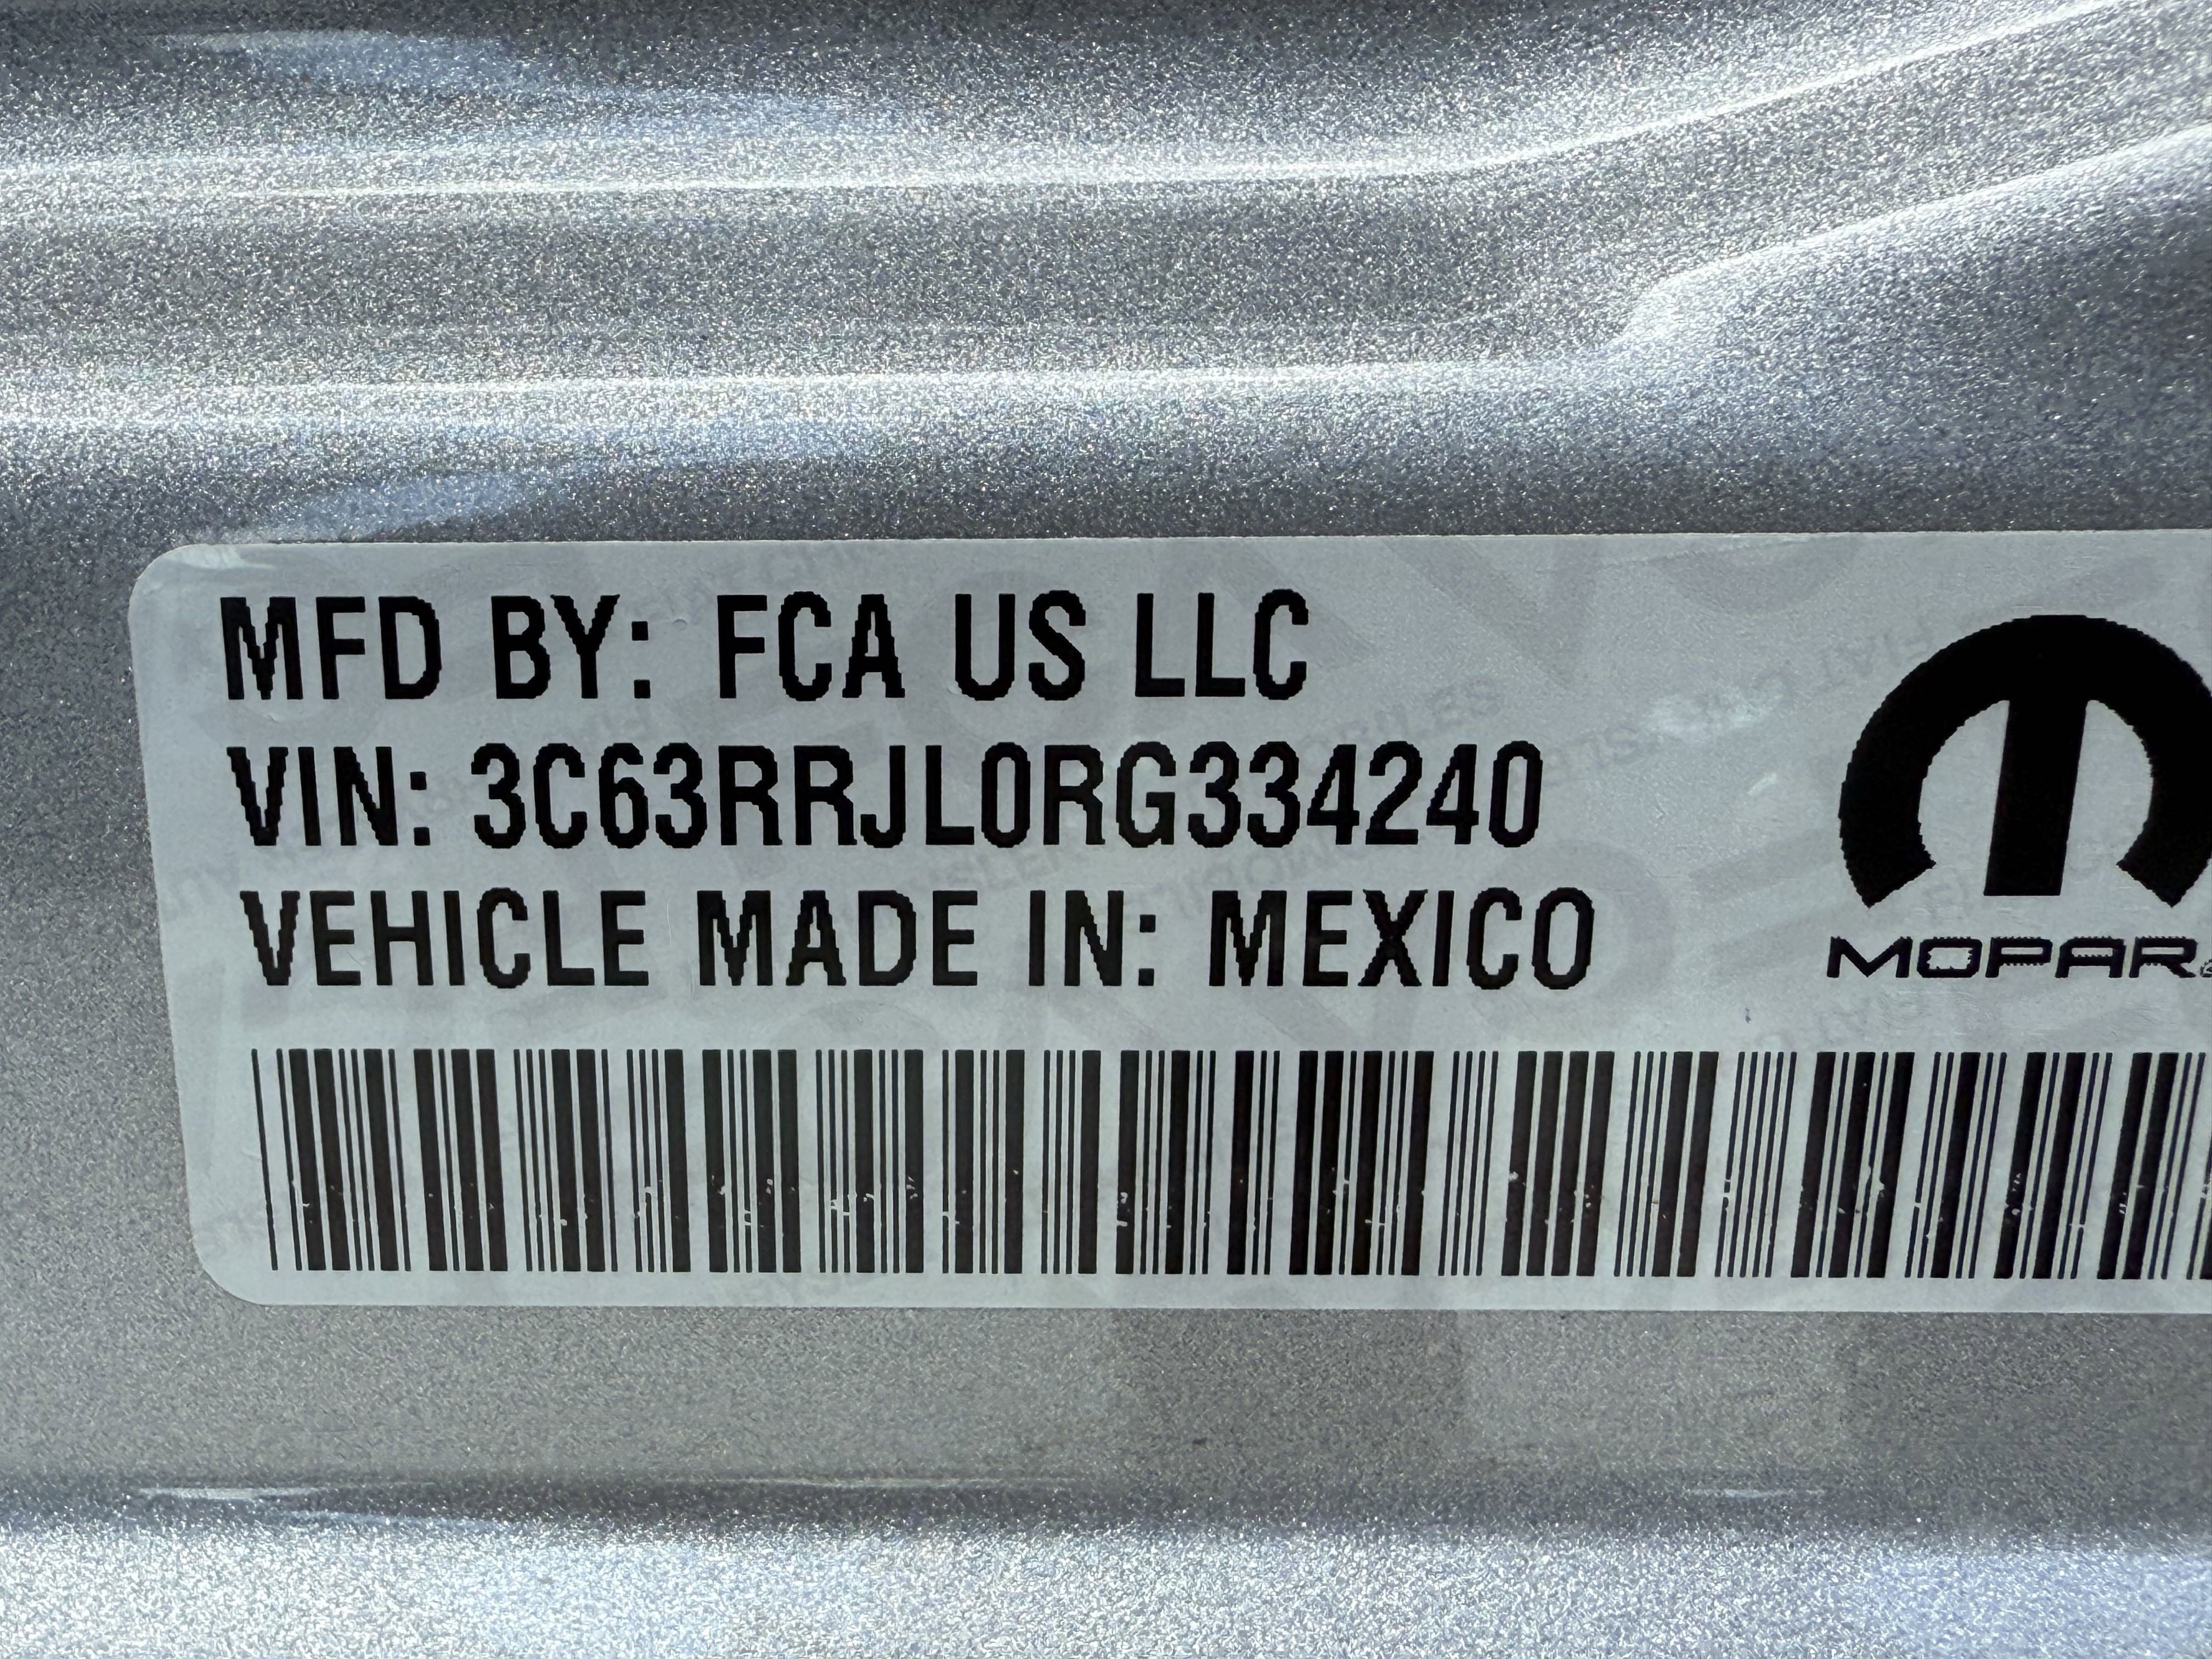 MFD BY: FCA US LLC
VIN: 3C63RRJL0RG334240
VEHICLE MADE IN: MEXICO
MOPAR